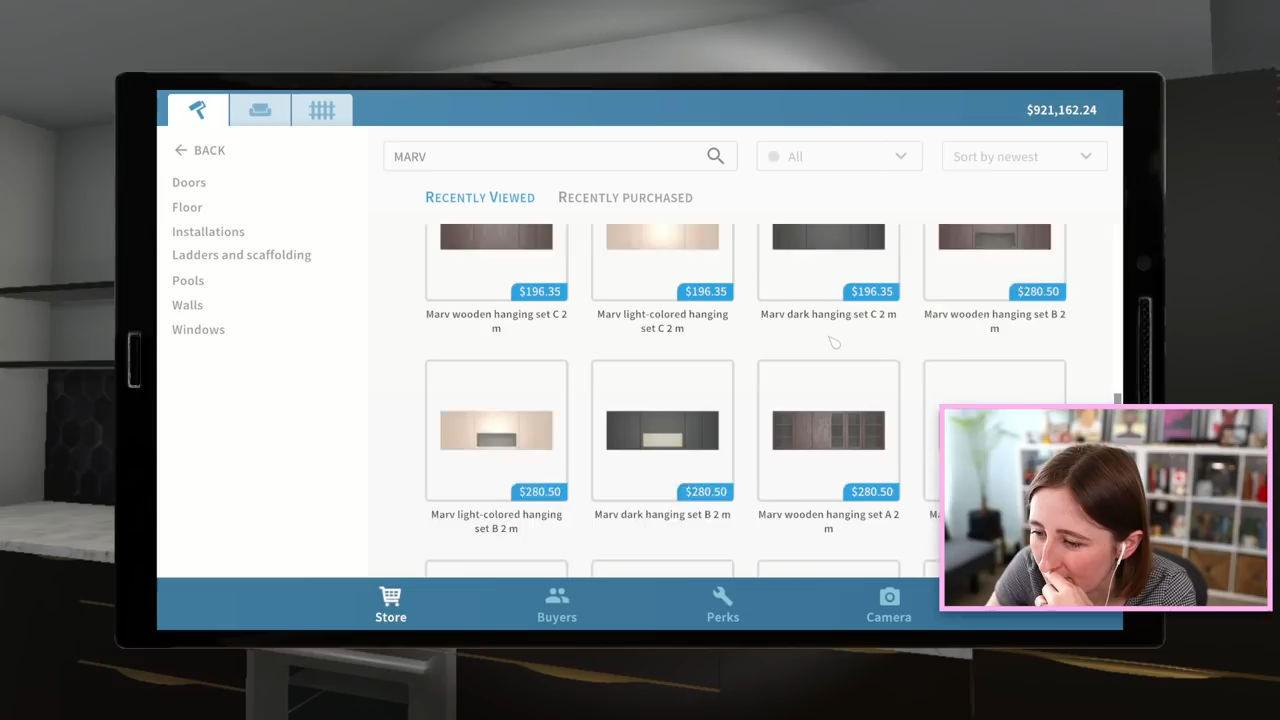 $921,162.24
BACK
MARV
All
Sort by newest
Doors
Floor
Installations
Ladders and scaffolding
Pools
Walls
Windows
RECENTLY VIEWED
RECENTLY PURCHASED
$196.35
$196.35
$196.35
$280.50
Marv wooden hanging set C 2
m
Marv light-colored hanging
set C 2 m
Marv dark hanging set C 2 m
Marv wooden hanging set B 2
m
$280.50
$280.50
$280.50
Marv light-colored hanging
set B 2 m
Marv dark hanging set B 2 m
Marv wooden hanging set A 2
m
Store
Buyers
Perks
Camera